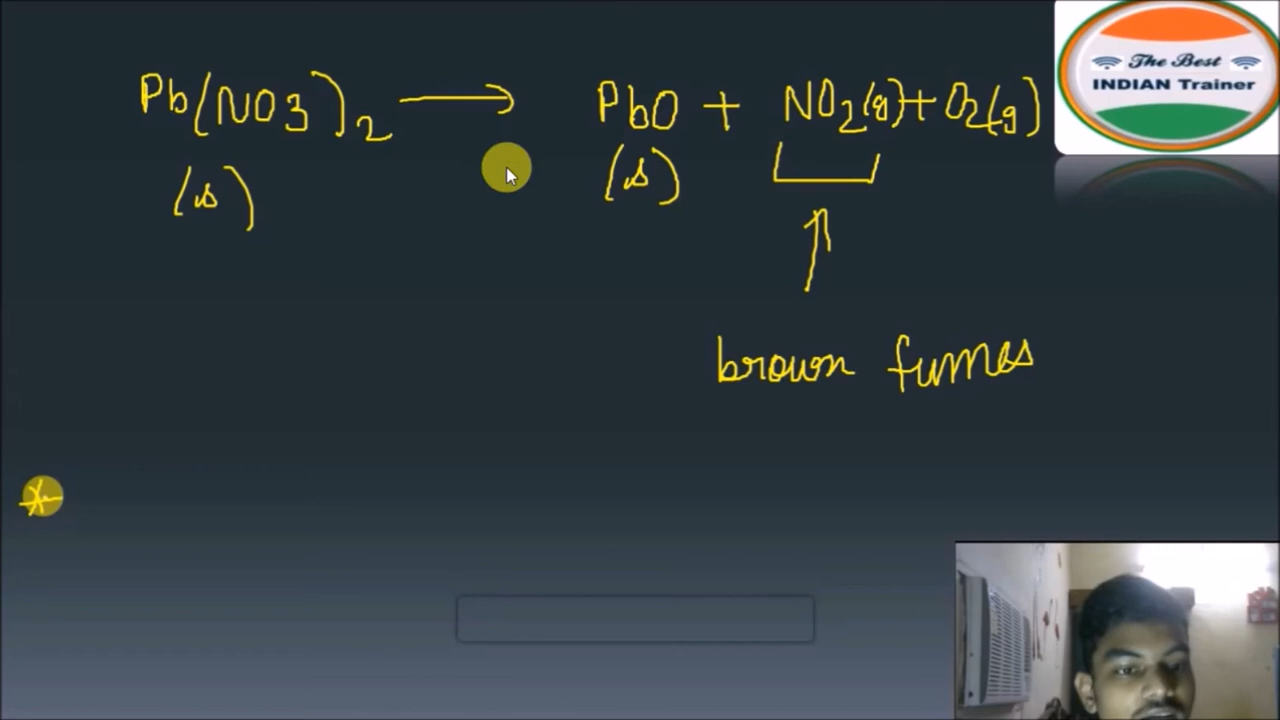 Pb(NO3)2 → PbO + NO2(g) + O2(g)
(s) (s)
brown fumes
*
The Best
INDIAN Trainer